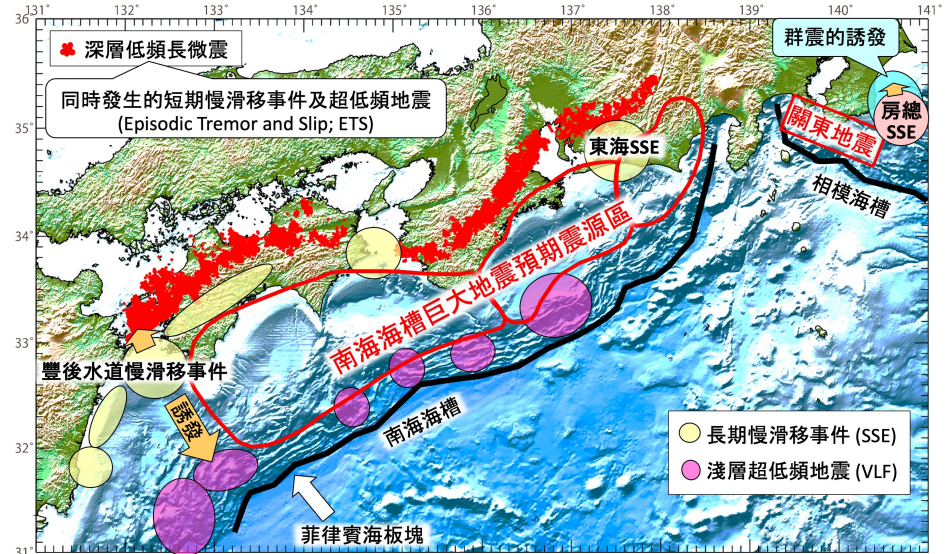 131 132 133 134 135 136 137 138 139 140 141
36
35
34
33
32
31
深層低頻長微震
同時發生的短期慢滑移事件及超低頻地震
(Episodic Tremor and Slip; ETS)
群震的誘發
房總
SSE
關東地震
相模海槽
東海SSE
南海海槽巨大地震預期震源區
豐後水道慢滑移事件
誘發
南海海槽
菲律賓海板塊
長期慢滑移事件 (SSE)
淺層超低頻地震 (VLF)